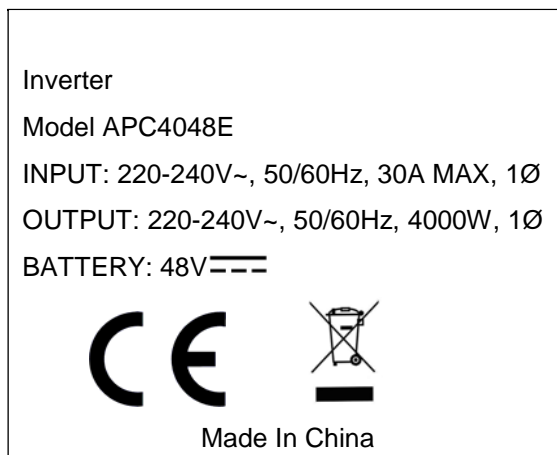 Inverter
Model APC4048E
INPUT: 220-240V~, 50/60Hz, 30A MAX, 1Ø
OUTPUT: 220-240V~, 50/60Hz, 4000W, 1Ø
BATTERY: 48V⎓
CE
Made In China